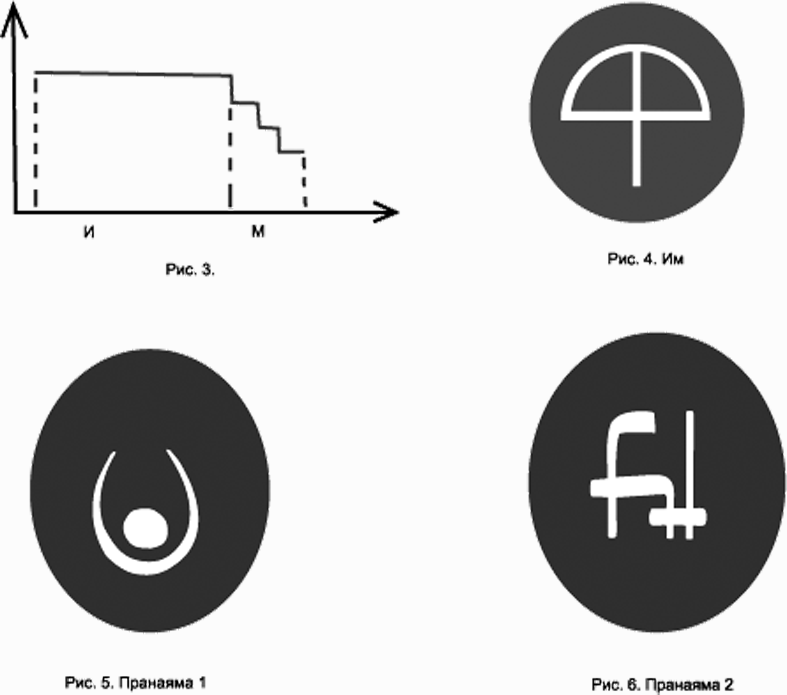 И М
Рис. 3.
Рис. 4. Им
Рис. 5. Пранаяма 1
Рис. 6. Пранаяма 2